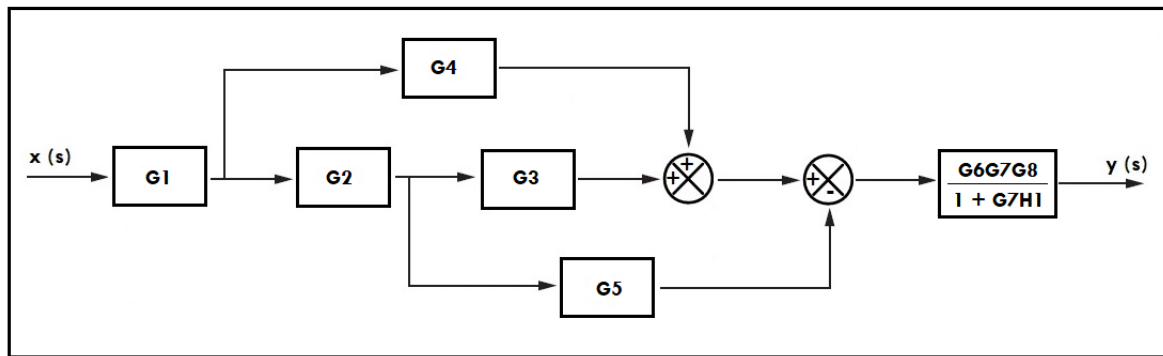 G4
x (s)
G1
G2
G3
+
+
+
-
G6G7G8
1 + G7H1
y (s)
G5